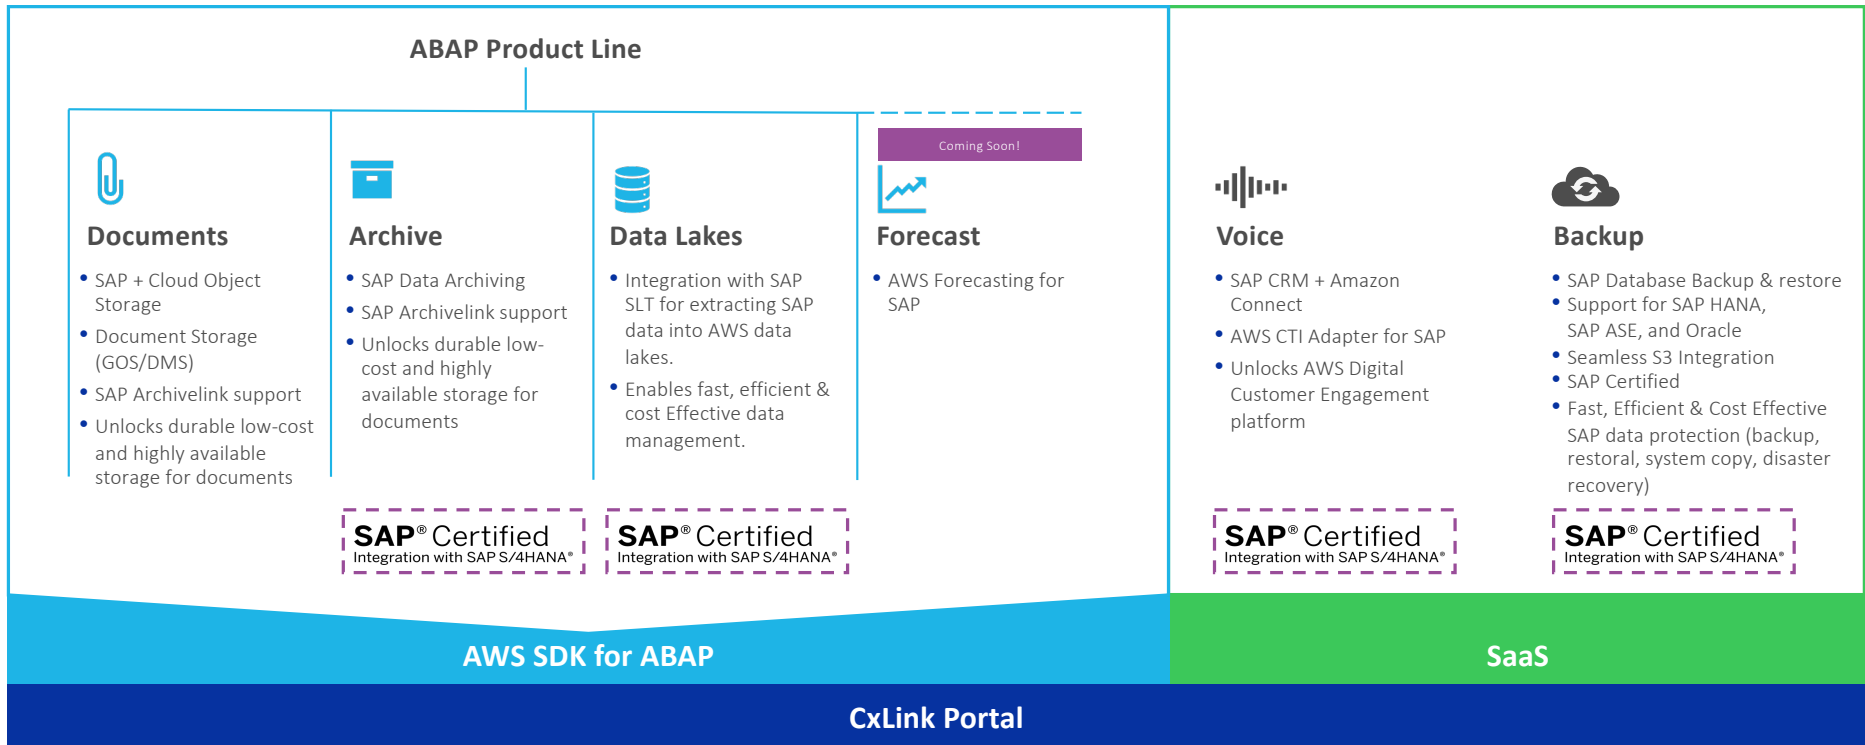 ABAP Product Line
Documents
• SAP + Cloud Object
Storage
• Document Storage
(GOS/DMS)
• SAP Archivelink support
• Unlocks durable low-cost
and highly available
storage for documents
Archive
• SAP Data Archiving
• SAP Archivelink support
• Unlocks durable low-
cost and highly
available storage for
documents
SAP® Certified
Integration with SAP S/4HANA®
Data Lakes
• Integration with SAP
SLT for extracting SAP
data into AWS data
lakes.
• Enables fast, efficient &
cost Effective data
management.
SAP® Certified
Integration with SAP S/4HANA®
Coming Soon!
Forecast
• AWS Forecasting for
SAP
Voice
• SAP CRM + Amazon
Connect
• AWS CTI Adapter for SAP
• Unlocks AWS Digital
Customer Engagement
platform
SAP® Certified
Integration with SAP S/4HANA®
Backup
• SAP Database Backup & restore
• Support for SAP HANA,
SAP ASE, and Oracle
• Seamless S3 Integration
• SAP Certified
• Fast, Efficient & Cost Effective
SAP data protection (backup,
restoral, system copy, disaster
recovery)
SAP® Certified
Integration with SAP S/4HANA®
AWS SDK for ABAP
SaaS
CxLink Portal